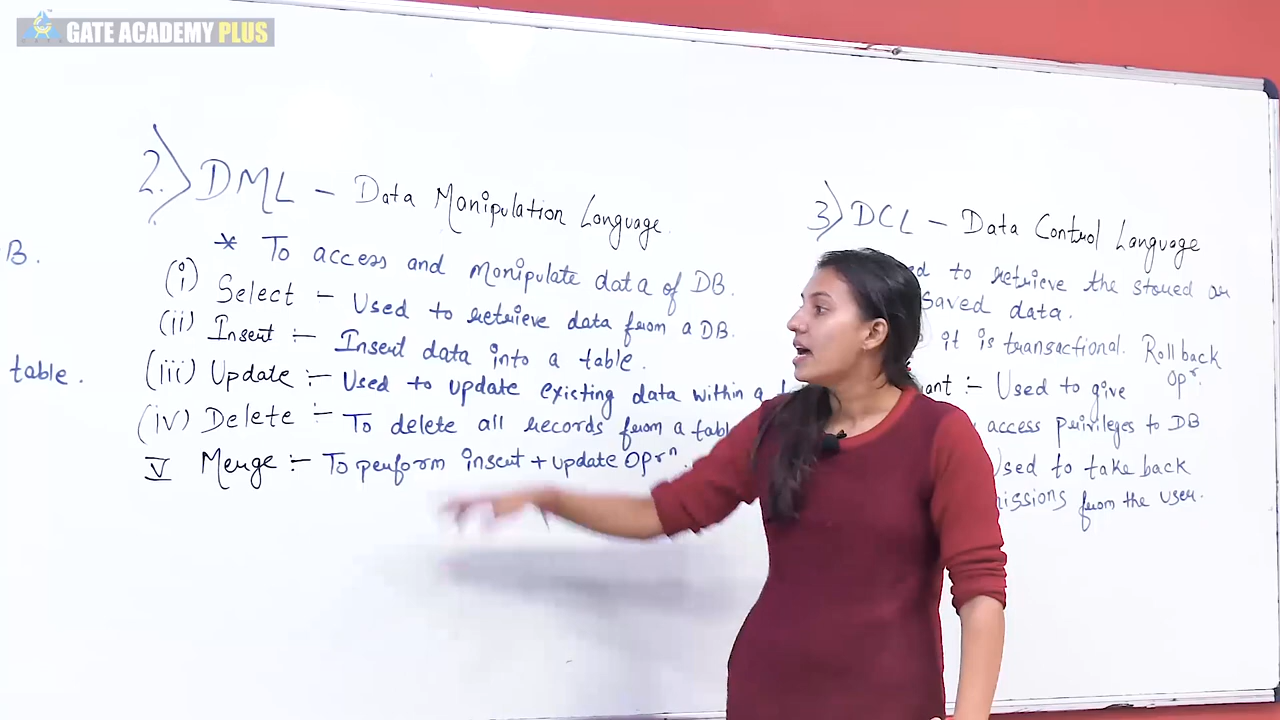 GATE ACADEMY PLUS
2.) DML - Data Manipulation Language
* To access and manipulate data of DB.
(i) Select :- Used to retrieve data from a DB.
(ii) Insert :- Insert data into a table.
(iii) Update :- Used to update existing data within a
(iv) Delete :- To delete all records from a
V Merge :- To perform insert + update Oprn.
B.
table.
3) DCL - Data Control Language
to retrieve the stored or
saved data.
it is transactional. Rollback
Opr.
:- Used to give
access privileges to DB
to take back
from the user.